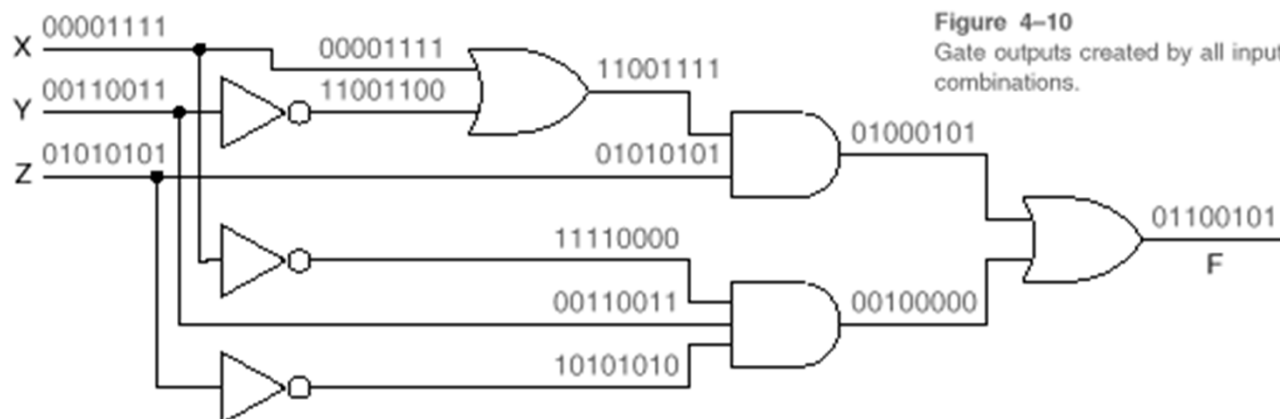 X 00001111
00001111
11001111
Y 00110011
11001100
Z 01010101
01010101
01000101
11110000
00110011
00100000
10101010
01100101
F
Figure 4–10
Gate outputs created by all input
combinations.